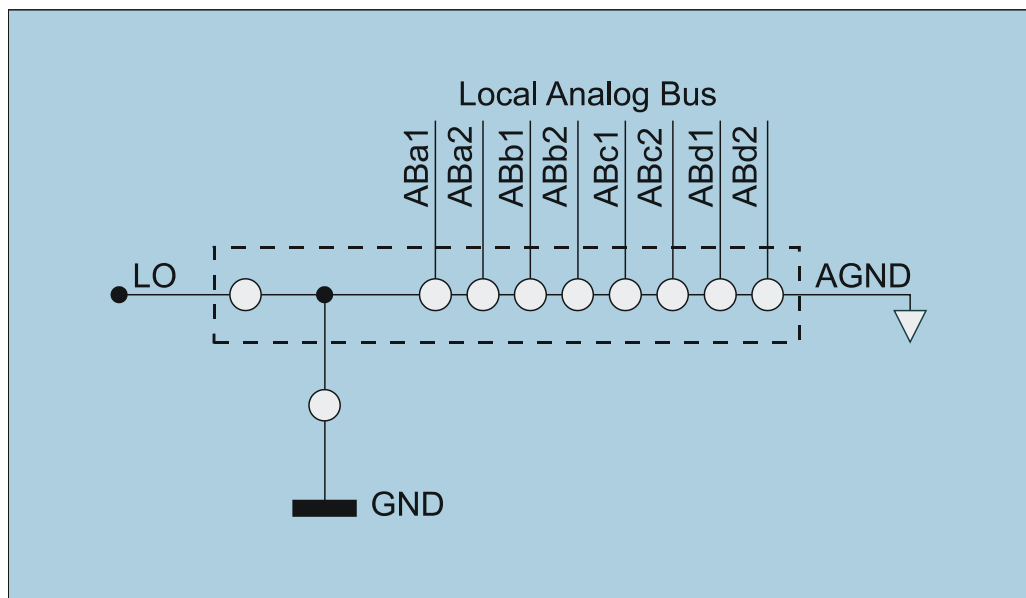 Local Analog Bus
ABa1
ABa2
ABb1
ABb2
ABc1
ABc2
ABd1
ABd2
LO
AGND
GND